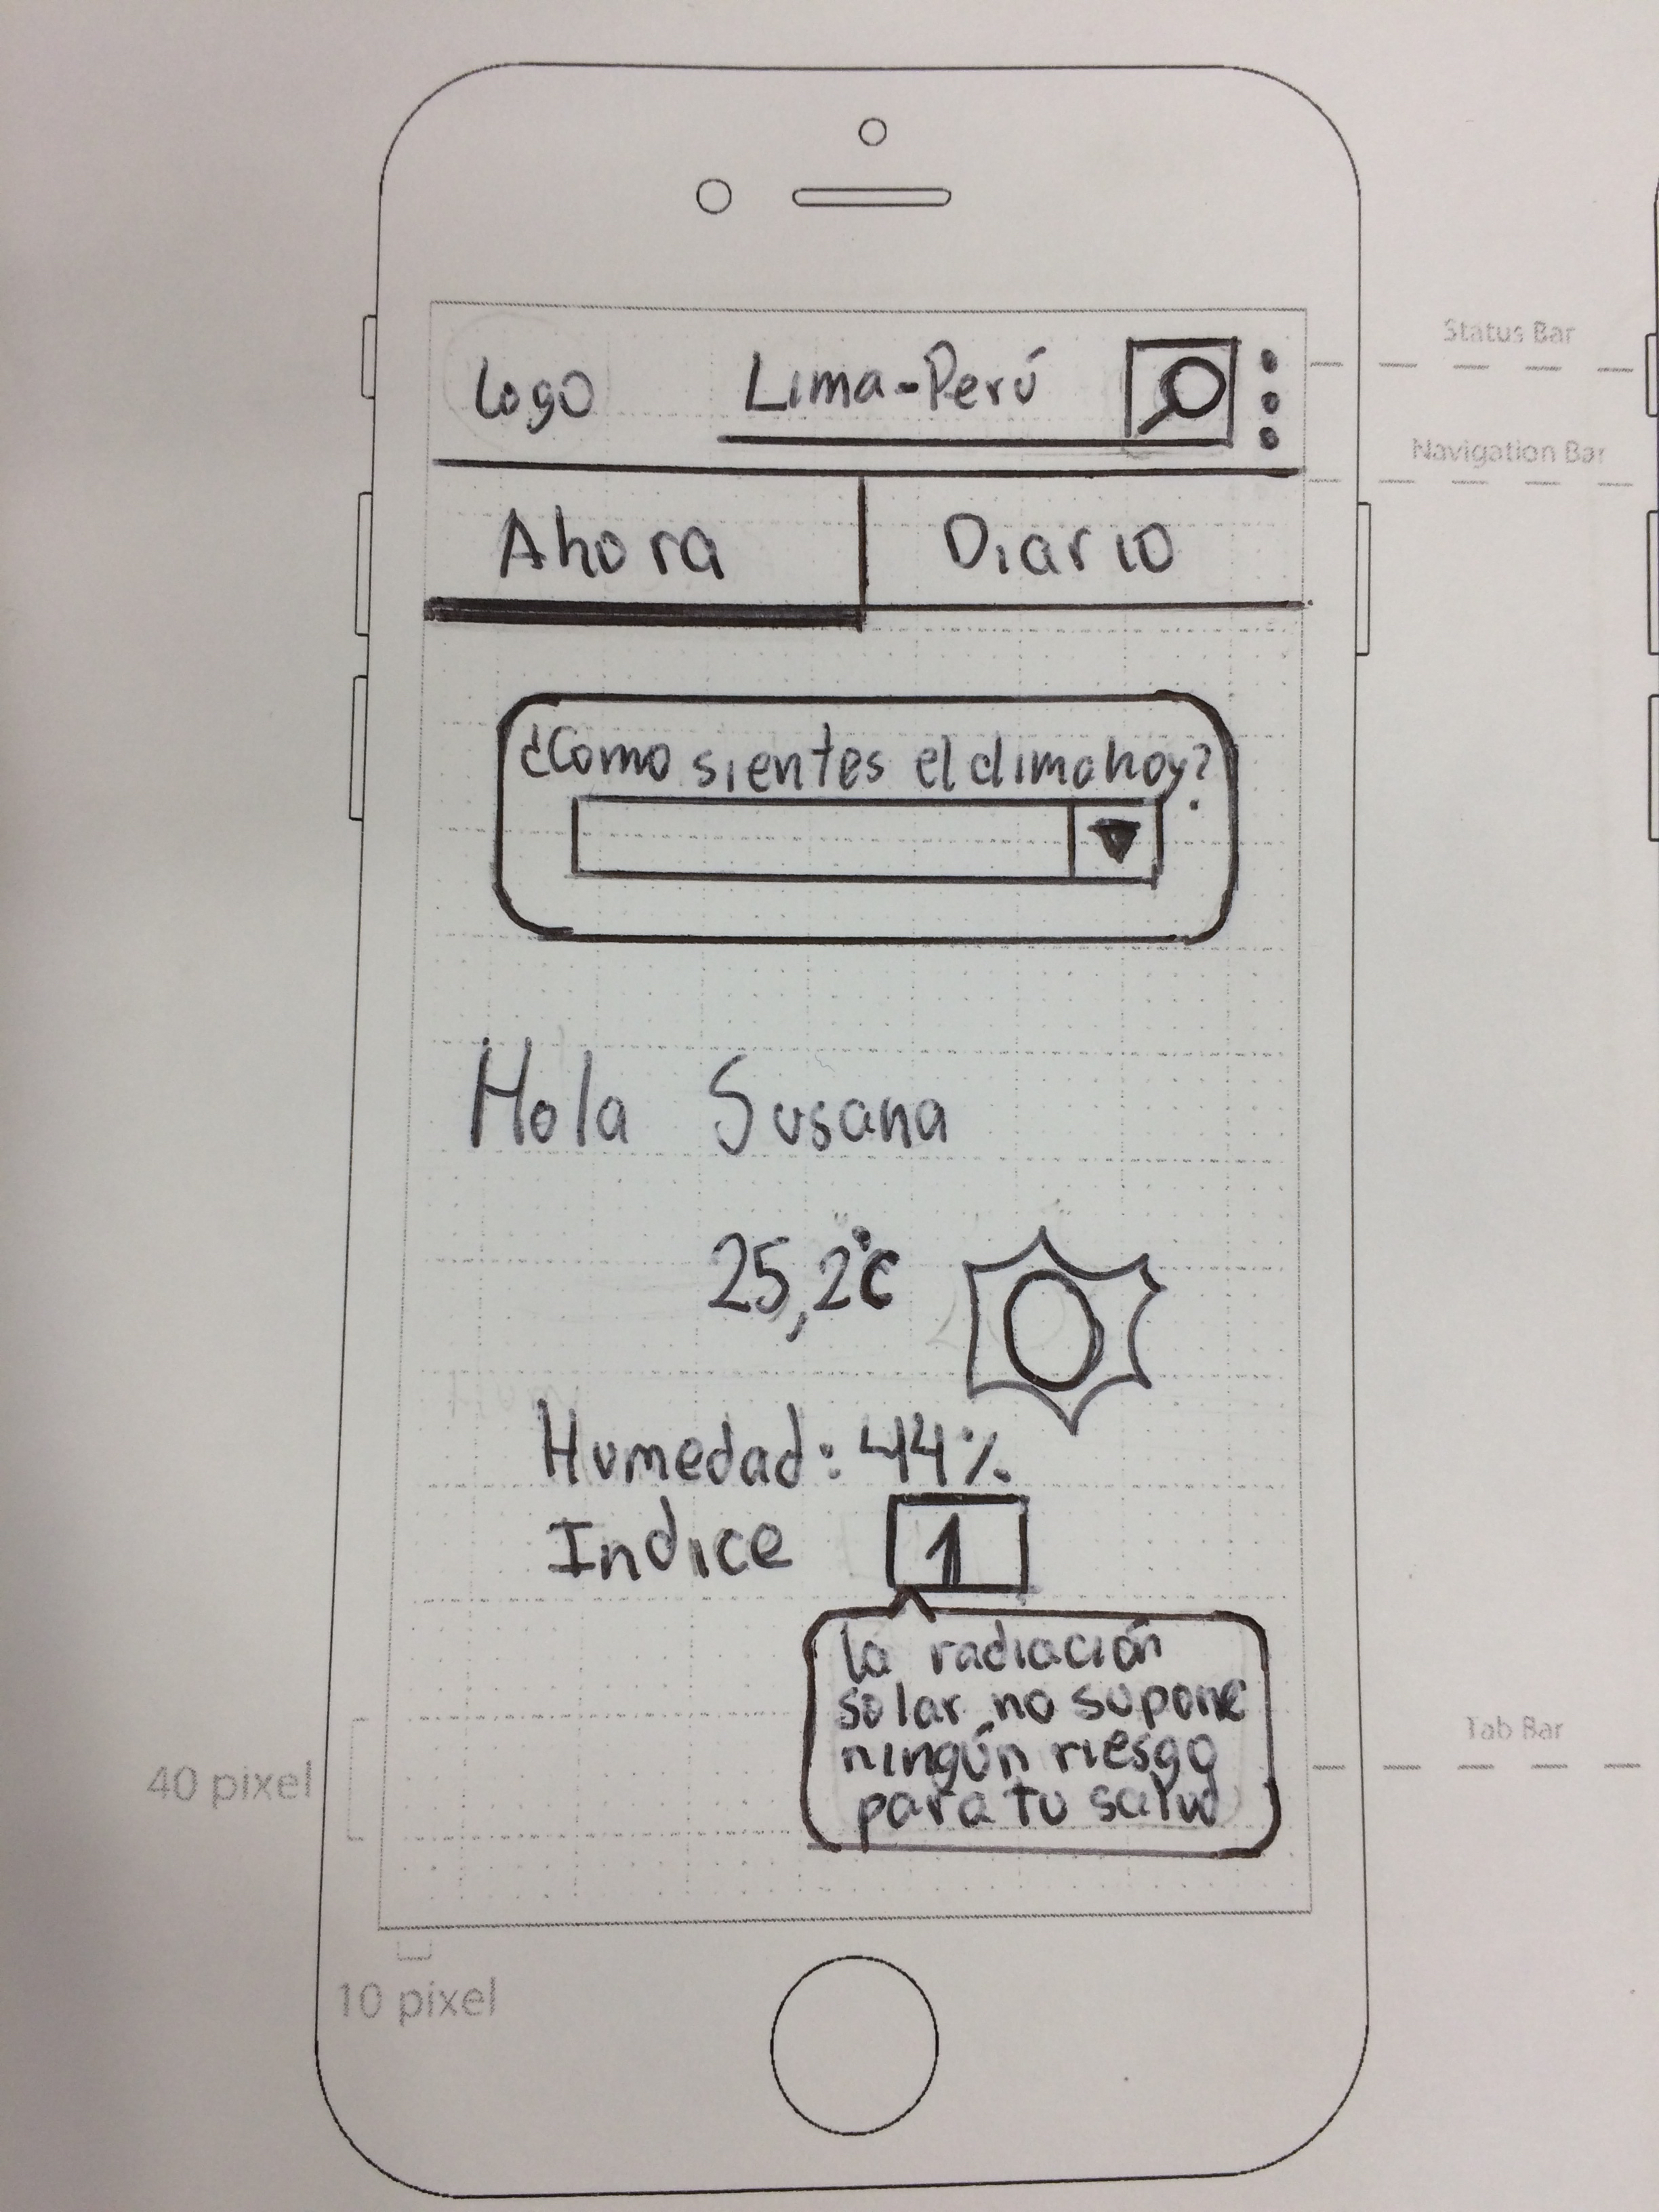 Logo Lima-Perú
Status Bar
Navigation Bar
Ahora Diario
¿Como sientes el clima hoy?
Hola Susana
25,2°C
Humedad: 44%
Indice 1
la radiación
solar no supone
ningún riesgo
para tu salud
Tab Bar
40 pixel
10 pixel